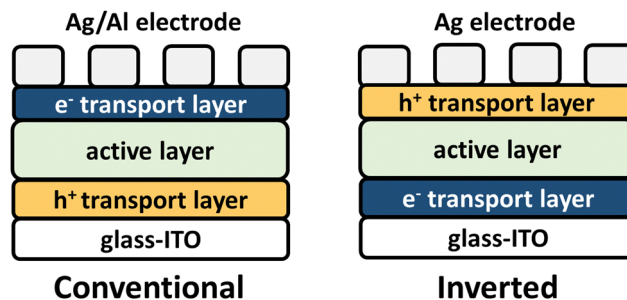 Ag/Al electrode
e⁻ transport layer
active layer
h⁺ transport layer
glass-ITO
Conventional
Ag electrode
h⁺ transport layer
active layer
e⁻ transport layer
glass-ITO
Inverted